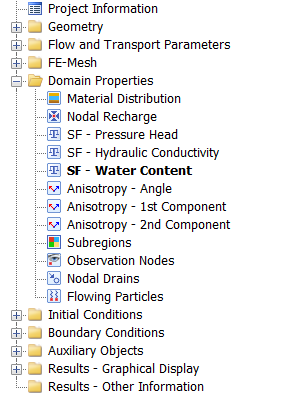 Project Information
Geometry
Flow and Transport Parameters
FE-Mesh
Domain Properties
Material Distribution
Nodal Recharge
SF - Pressure Head
SF - Hydraulic Conductivity
SF - Water Content
Anisotropy - Angle
Anisotropy - 1st Component
Anisotropy - 2nd Component
Subregions
Observation Nodes
Nodal Drains
Flowing Particles
Initial Conditions
Boundary Conditions
Auxiliary Objects
Results - Graphical Display
Results - Other Information